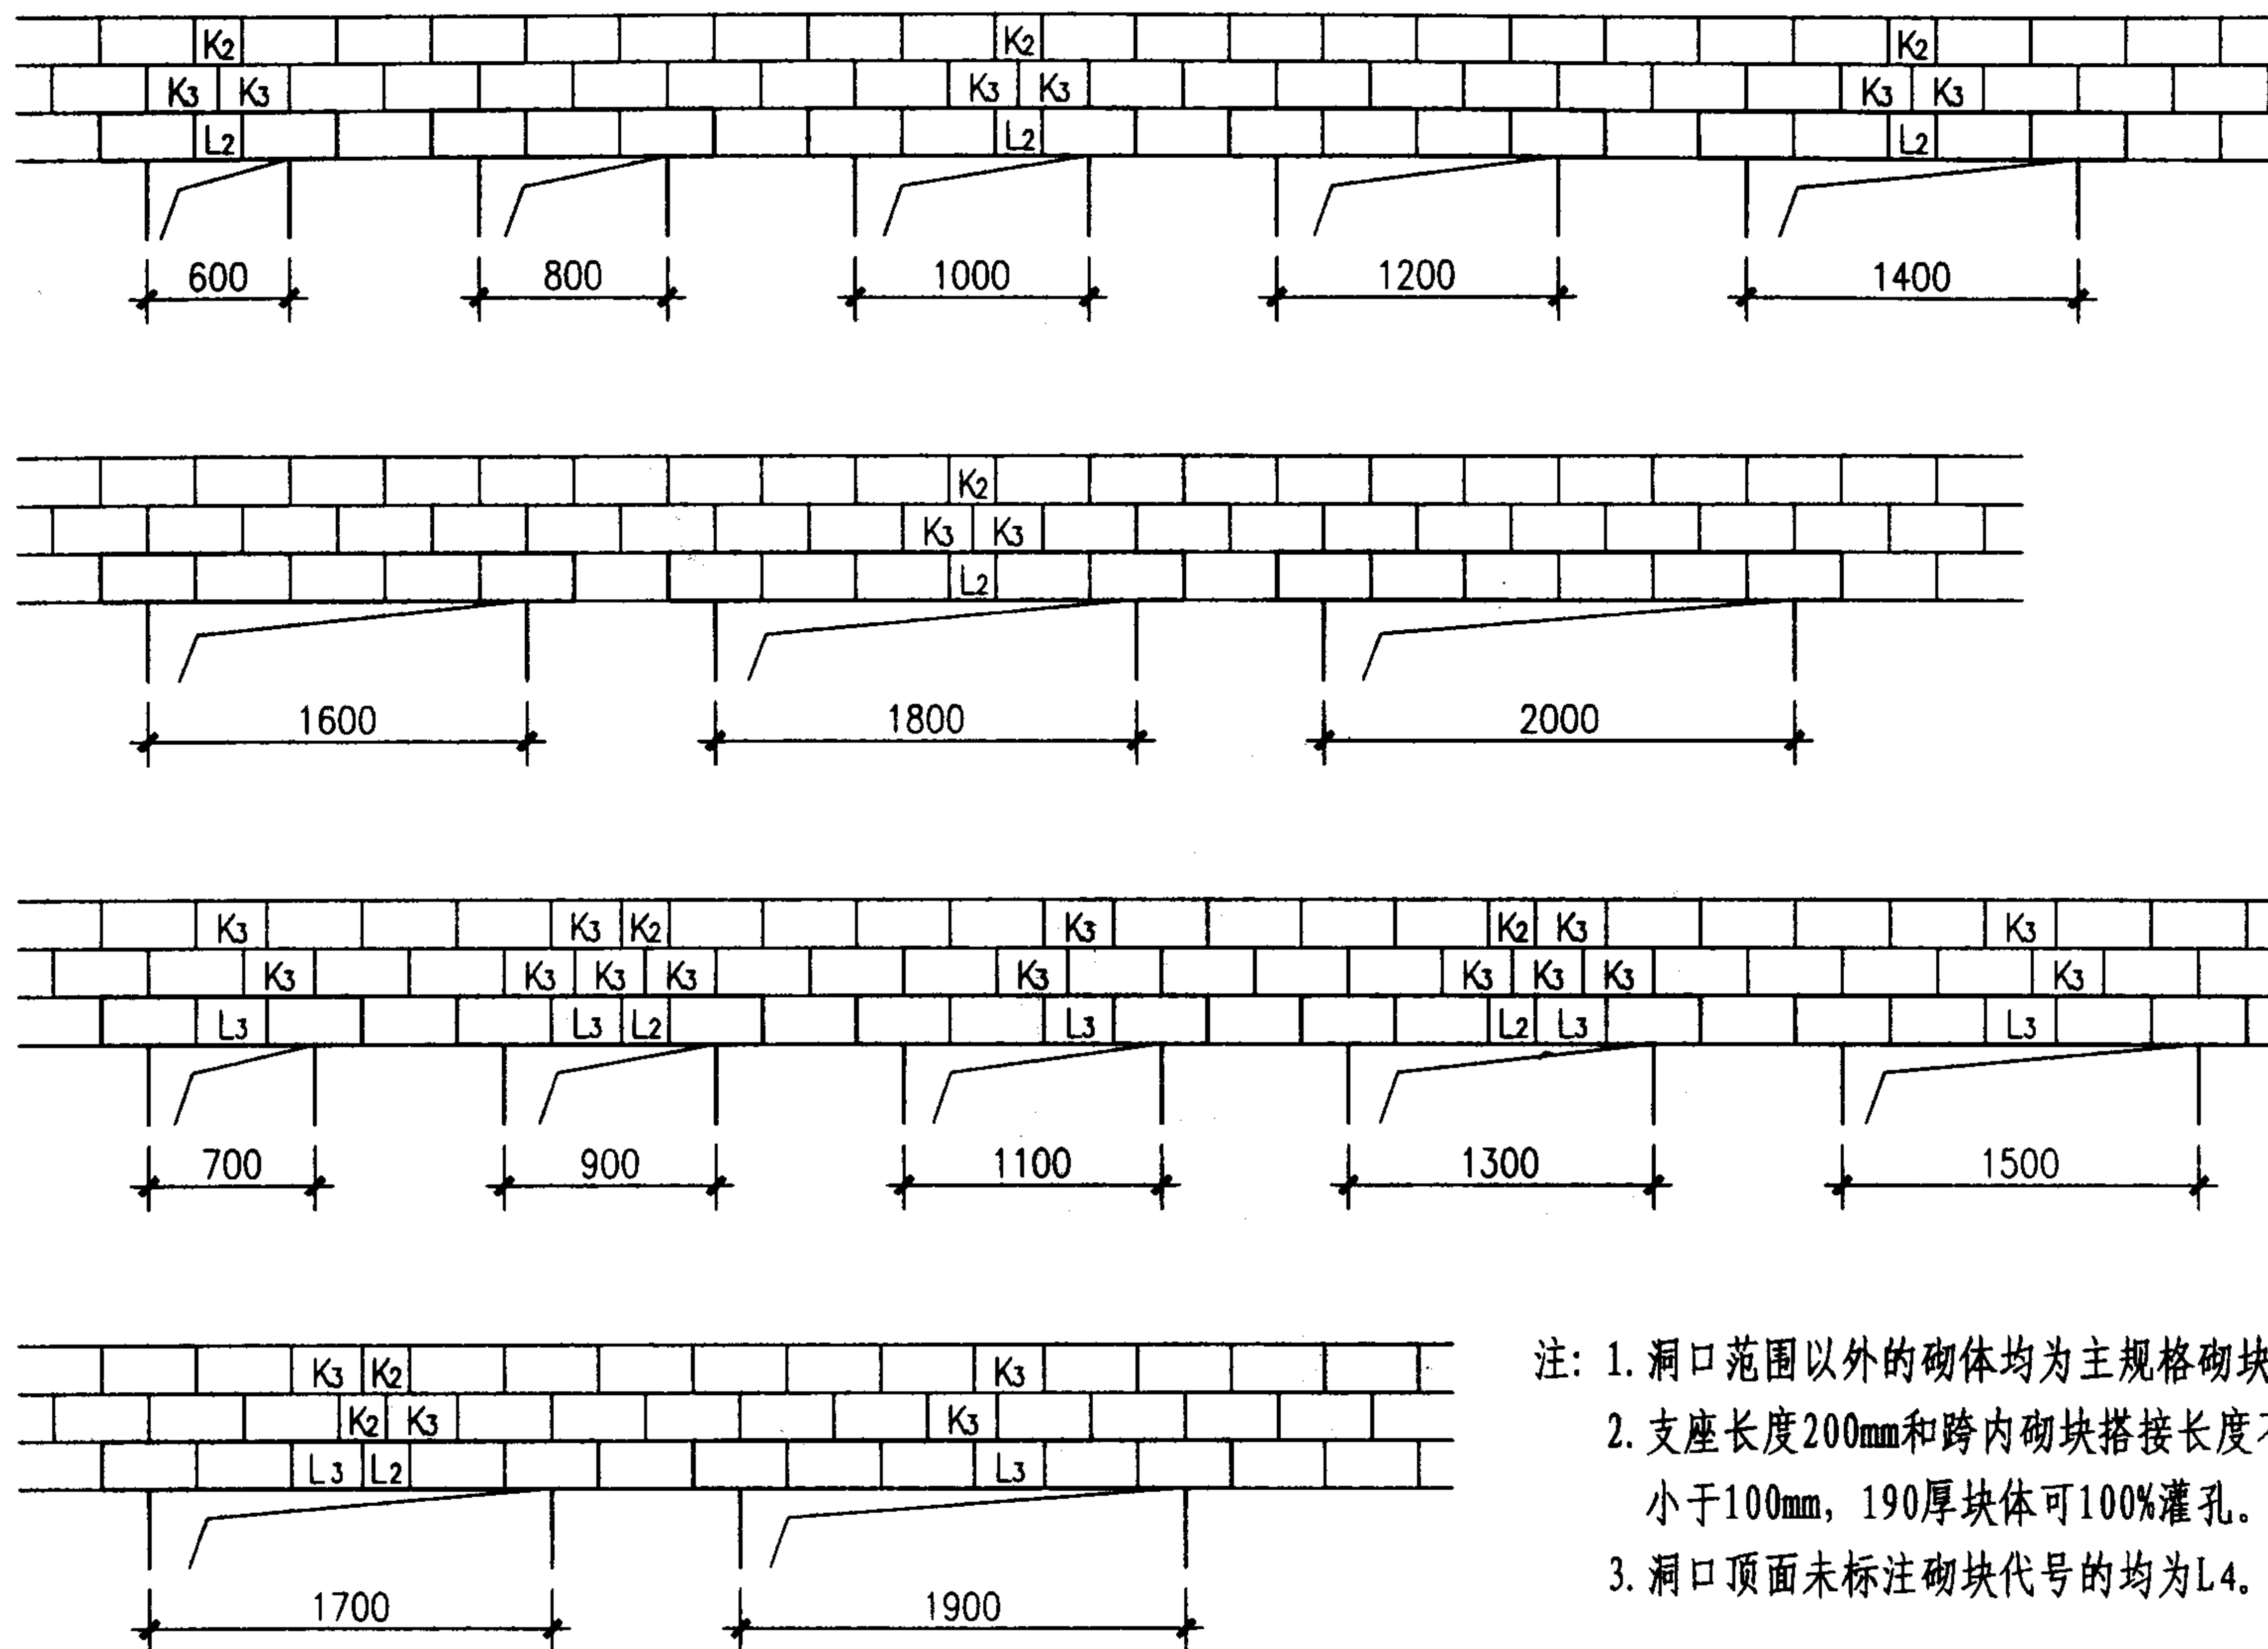 K2 K2 K2
K3 K3 K3 K3 K3 K3
L2 L2 L2
600 800 1000 1200 1400
K2
K3 K3
L2
1600 1800 2000
K3 K3 K2 K3 K2 K3 K3
K3 K3 K3 K3 K3 K3 K3 K3 K3
L3 L3 L2 L3 L2 L3 L3
700 900 1100 1300 1500
K3 K2 K3
K2 K3 K3
L3 L2 L3
1700 1900
注: 1. 洞口范围以外的砌体均为主规格砌块
2. 支座长度200mm和跨内砌块搭接长度
小于100mm, 190厚块体可100%灌孔。
3. 洞口顶面未标注砌块代号的均为L4。